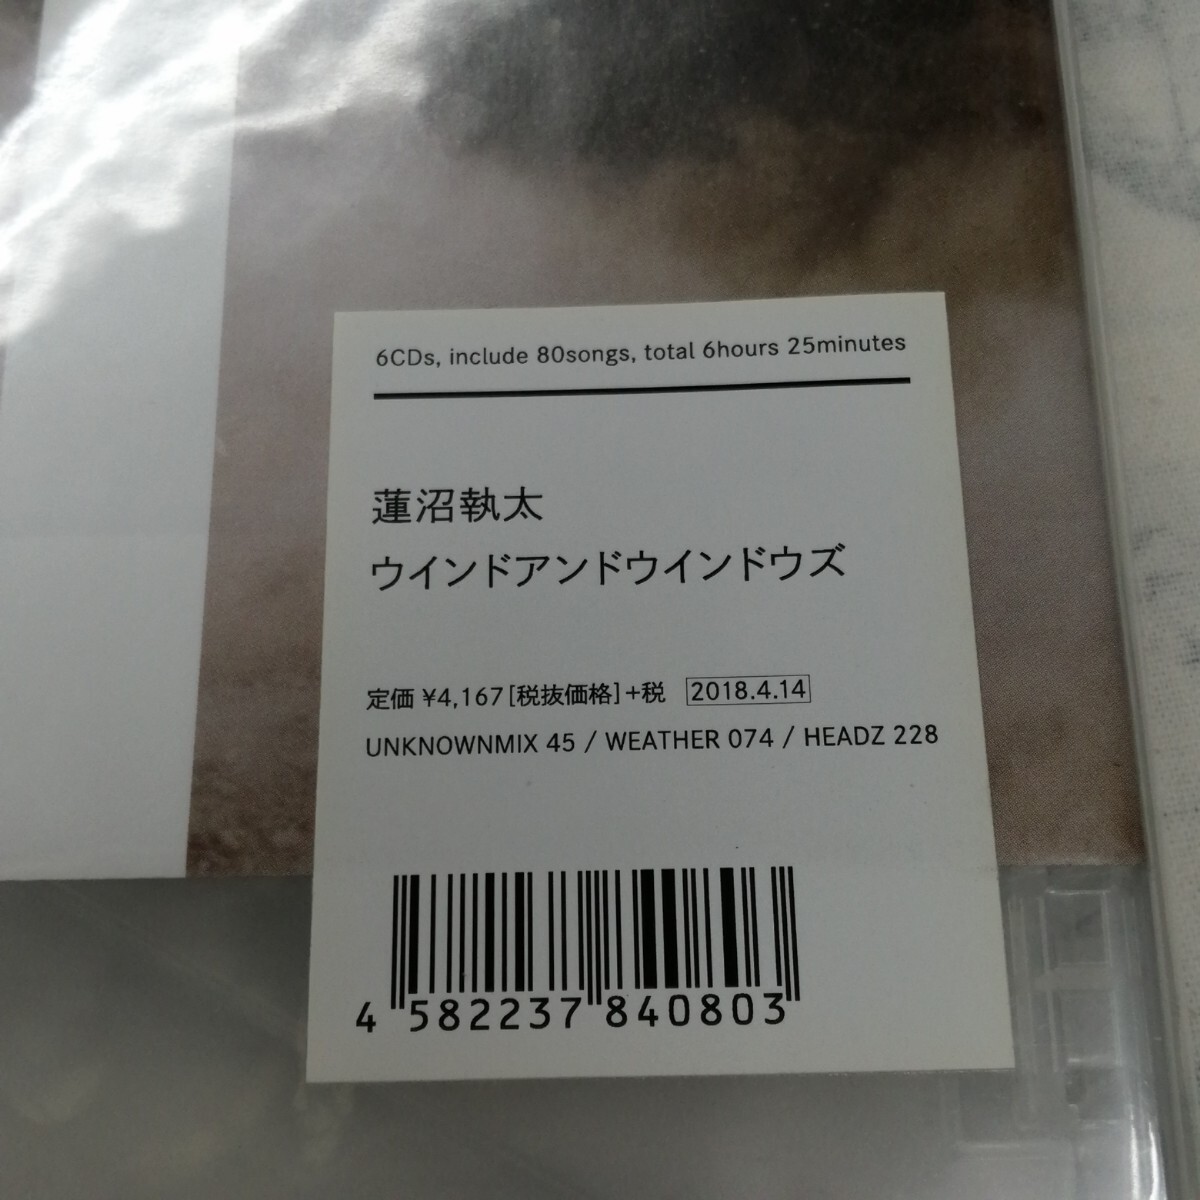 6CDs, include 80songs, total 6hours 25minutes
蓮沼執太
ウインドアンドウインドウズ
定価 ¥4,167[税抜価格]+税 2018.4.14
UNKNOWNMIX 45 / WEATHER 074 / HEADZ 228
4 582237 840803